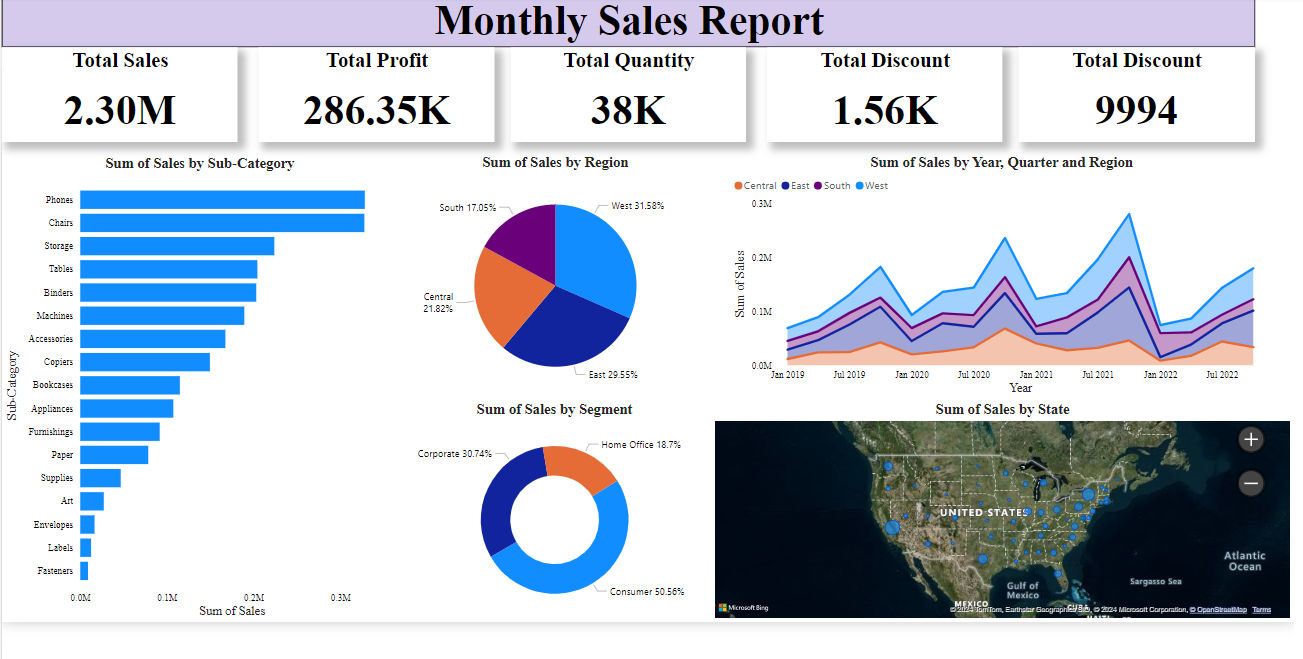 Monthly Sales Report
Total Sales
2.30M
Total Profit
286.35K
Total Quantity
38K
Total Discount
1.56K
Total Discount
9994
Sum of Sales by Sub-Category
Sub-Category
Phones
Chairs
Storage
Tables
Binders
Machines
Accessories
Copiers
Bookcases
Appliances
Furnishings
Paper
Supplies
Art
Envelopes
Labels
Fasteners
0.0M 0.1M 0.2M 0.3M
Sum of Sales
Sum of Sales by Region
South 17.05%
West 31.58%
Central
21.82%
East 29.55%
Sum of Sales by Segment
Home Office 18.7%
Corporate 30.74%
Consumer 50.56%
Sum of Sales by Year, Quarter and Region
Central East South West
Sum of Sales
0.3M
0.2M
0.1M
0.0M
Jan 2019 Jul 2019 Jan 2020 Jul 2020 Jan 2021 Jul 2021 Jan 2022 Jul 2022
Year
Sum of Sales by State
+
−
UNITED STATES
Atlantic
Ocean
Sargasso Sea
Gulf of
Mexico
MEXICO
CUBA
HAITI
Microsoft Bing
© 2024 TomTom, Earthstar Geographics SIO, © 2024 Microsoft Corporation, © OpenStreetMap Terms